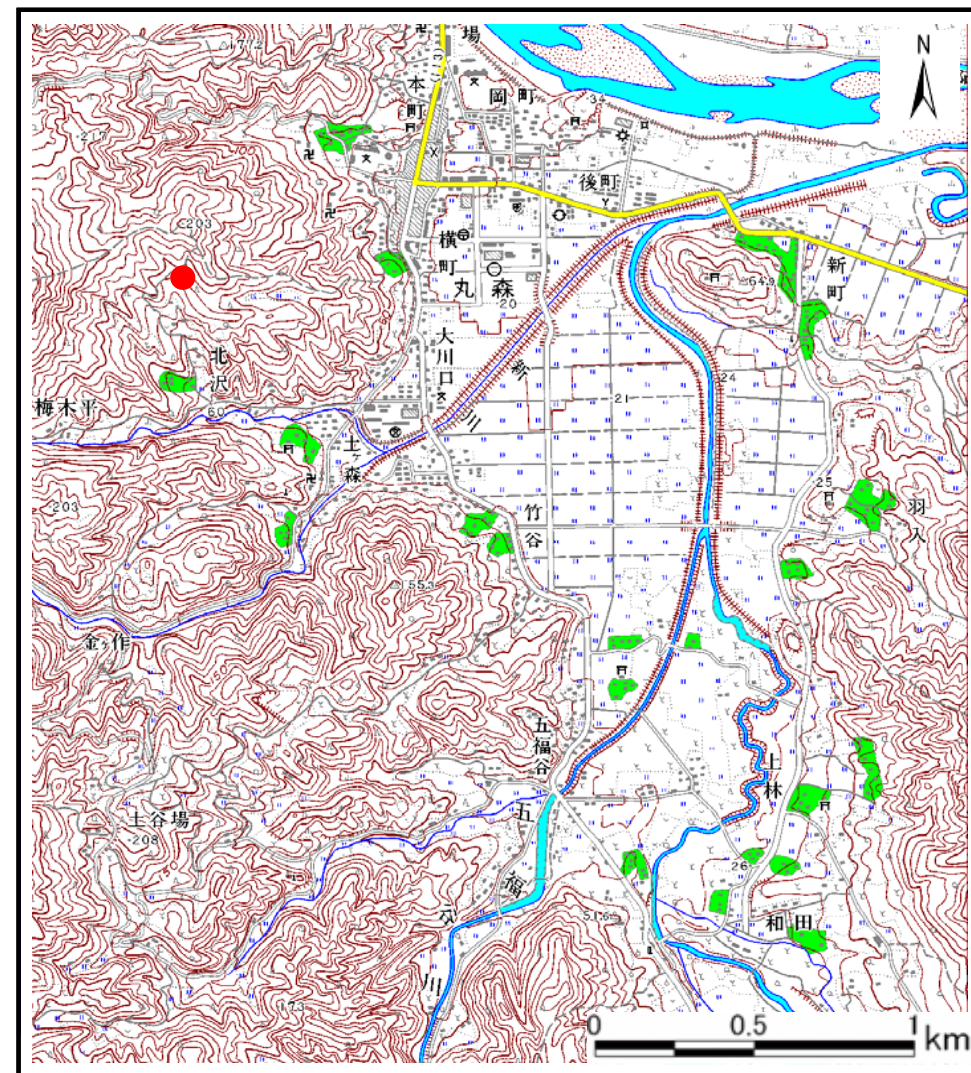 場
N
177.2
本町
岡町
34
217
後町
203
横町
丸森
20
新町
64.9
北沢
大川口
24
梅木平
60
21
新川
土ヶ森
25
203
竹谷
羽入
155.3
金ヶ作
五福谷
上林
土谷場
208
26
五福谷川
51.6
和田
173
0 0.5 1 km